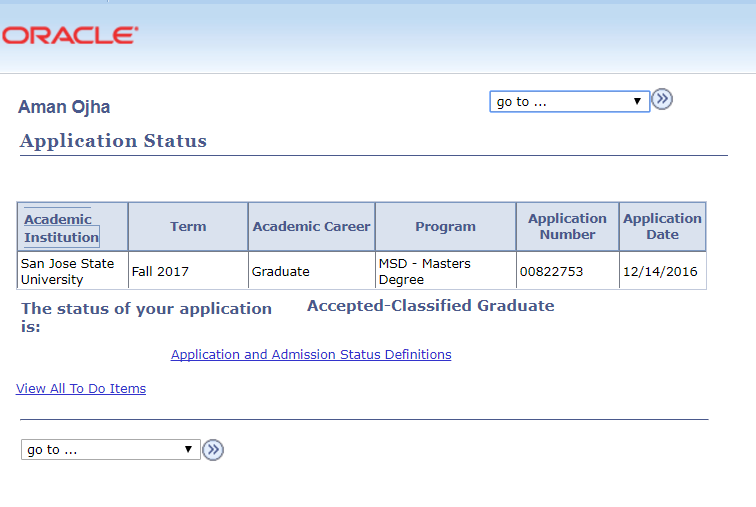 ORACLE®
Aman Ojha
go to ...
Application Status
Academic Institution
Term
Academic Career
Program
Application Number
Application Date
San Jose State University
Fall 2017
Graduate
MSD - Masters Degree
00822753
12/14/2016
The status of your application is:
Accepted-Classified Graduate
Application and Admission Status Definitions
View All To Do Items
go to ...